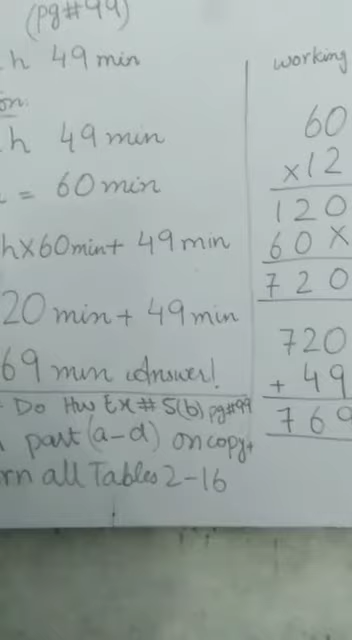 (pg#99)
h 49 min
on.
h 49 min
= 60 min
h×60min+ 49 min
20 min + 49 min
69 min Answer!
Do Hw Ex# 5(b) pg#99
part (a-d) on copy+
rn all Tables 2-16
working
60
×12
120
60×
720
720
+ 49
769